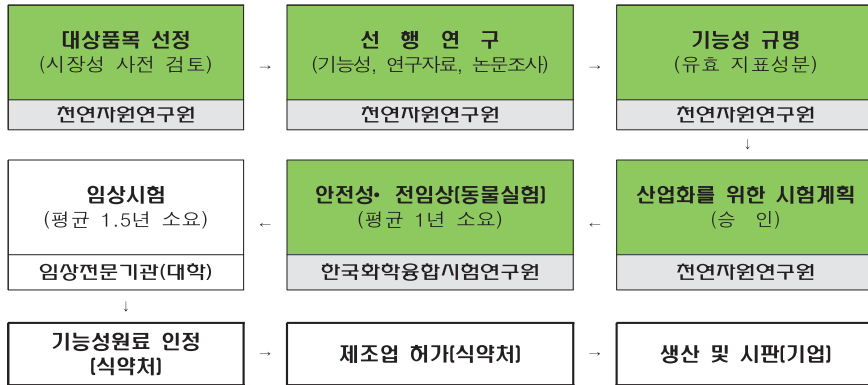 대상품목 선정
(시장성 사전 검토)
천연자원연구원
→
선 행 연 구
(기능성, 연구자료, 논문조사)
천연자원연구원
→
기능성 규명
(유효 지표성분)
천연자원연구원
↓
산업화를 위한 시험계획
(승 인)
천연자원연구원
←
안전성· 전임상(동물실험)
(평균 1년 소요)
한국화학융합시험연구원
←
임상시험
(평균 1.5년 소요)
임상전문기관(대학)
↓
기능성원료 인정
(식약처)
→
제조업 허가(식약처)
→
생산 및 시판(기업)